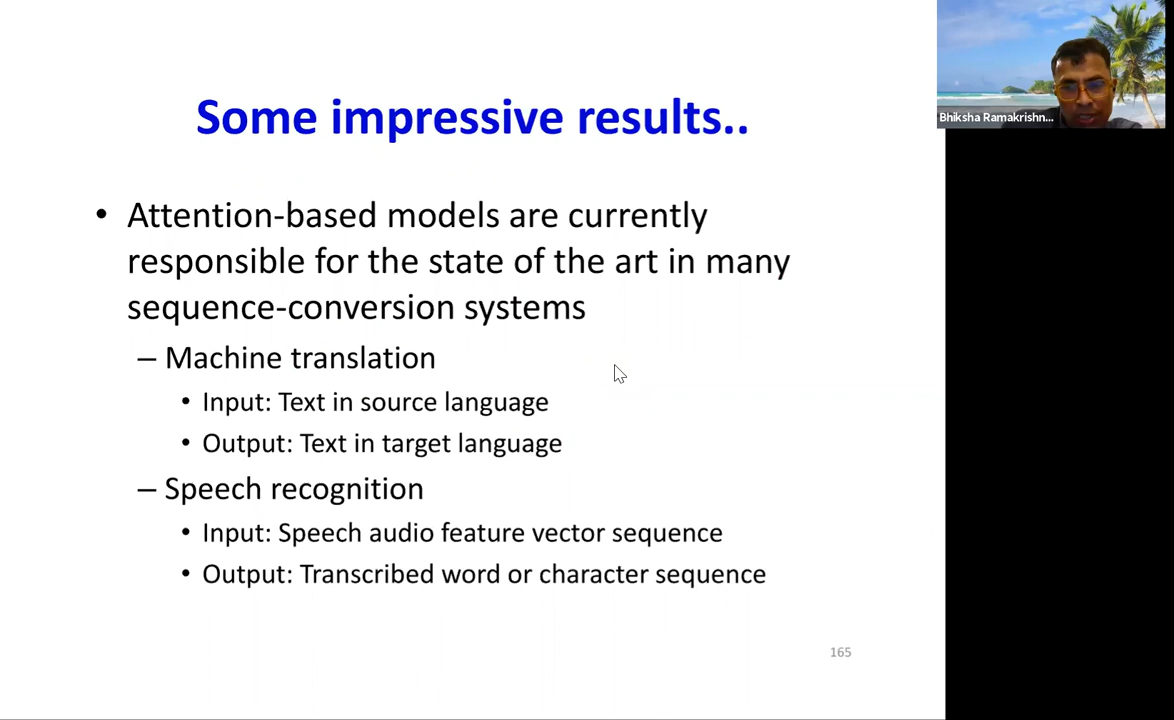 Some impressive results..
• Attention-based models are currently
responsible for the state of the art in many
sequence-conversion systems
– Machine translation
• Input: Text in source language
• Output: Text in target language
– Speech recognition
• Input: Speech audio feature vector sequence
• Output: Transcribed word or character sequence
165
Bhiksha Ramakrishn...